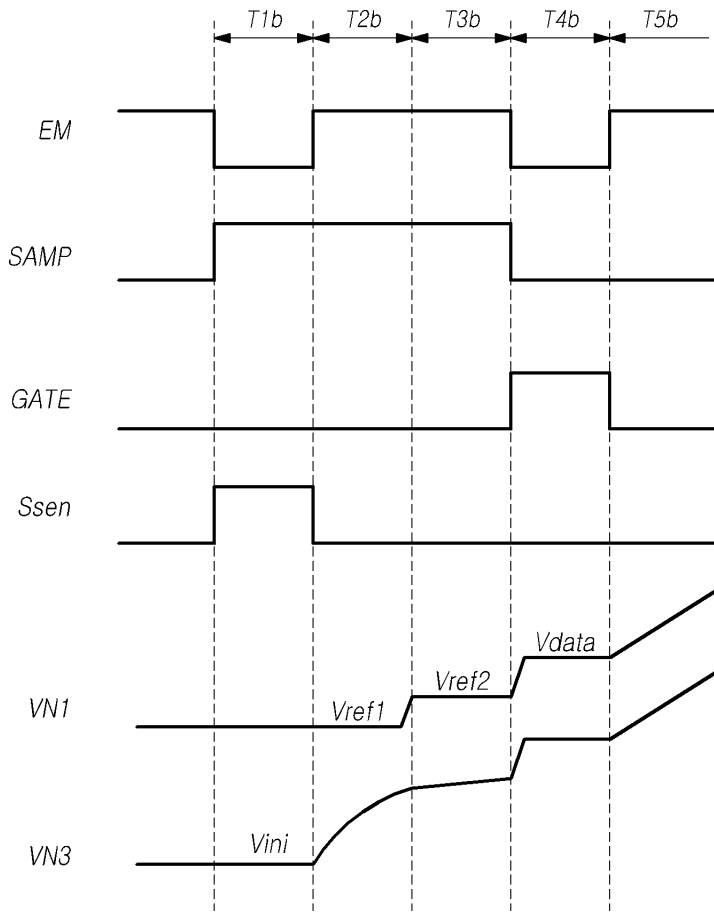 T1b T2b T3b T4b T5b
EM
SAMP
GATE
Ssen
Vdata
Vref2
VN1 Vref1
VN3 Vini